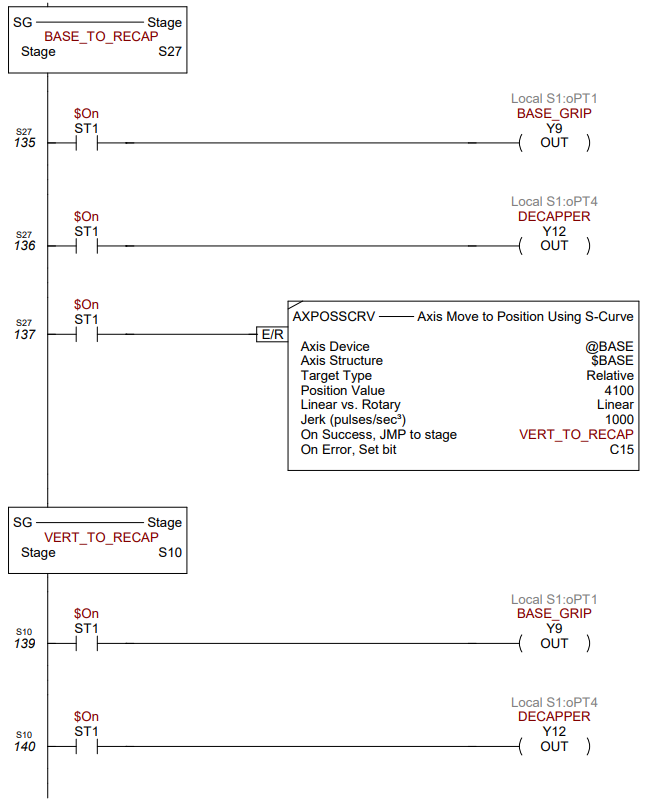 SG Stage
BASE_TO_RECAP
Stage S27
Local S1:oPT1
$On BASE_GRIP
S27 ST1 Y9
135 OUT
Local S1:oPT4
$On DECAPPER
S27 ST1 Y12
136 OUT
$On
S27 ST1
137 E/R
AXPOSSCRV Axis Move to Position Using S-Curve
Axis Device @BASE
Axis Structure $BASE
Target Type Relative
Position Value 4100
Linear vs. Rotary Linear
Jerk (pulses/sec³) 1000
On Success, JMP to stage VERT_TO_RECAP
On Error, Set bit C15
SG Stage
VERT_TO_RECAP
Stage S10
Local S1:oPT1
$On BASE_GRIP
S10 ST1 Y9
139 OUT
Local S1:oPT4
$On DECAPPER
S10 ST1 Y12
140 OUT